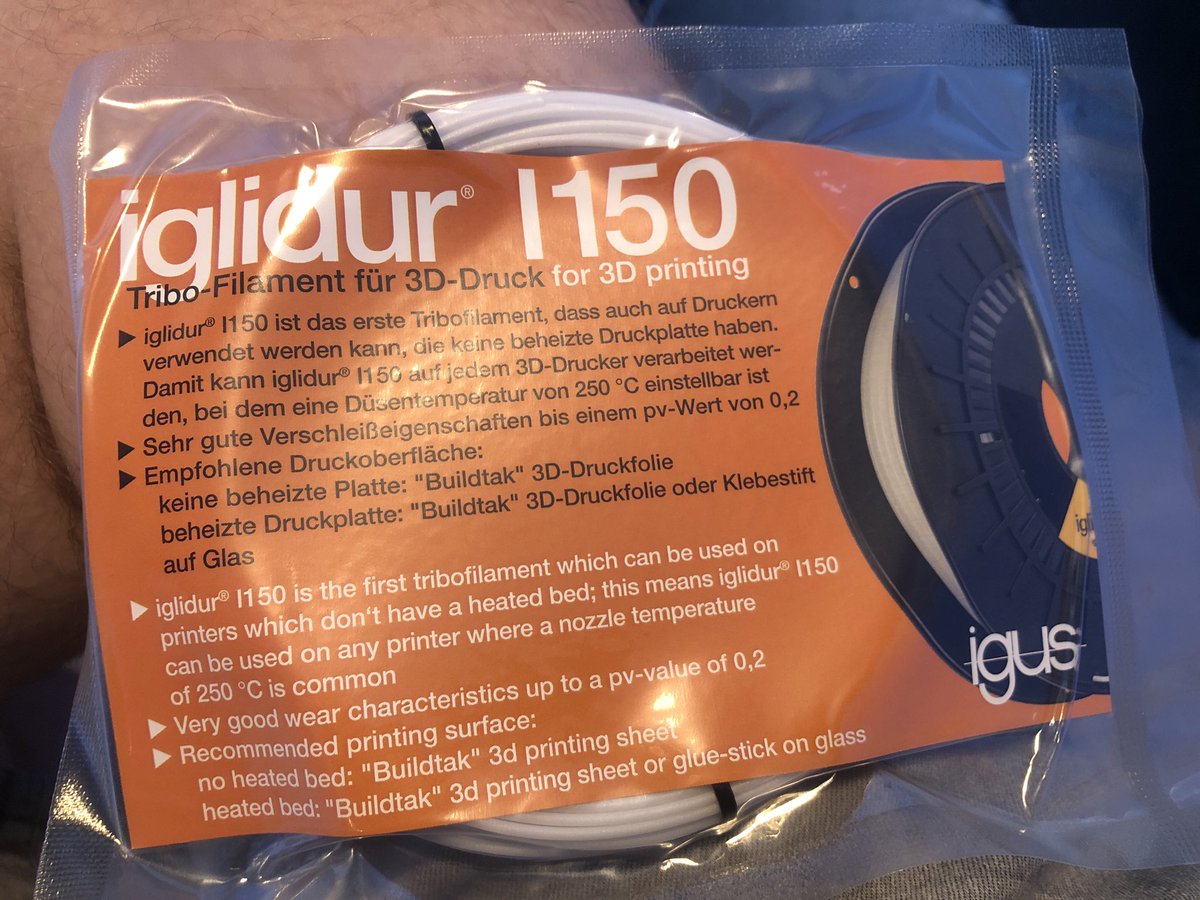 iglidur® I150
Tribo-Filament für 3D-Druck for 3D printing
▶ iglidur® I150 ist das erste Tribofilament, dass auch auf Druckern
verwendet werden kann, die keine beheizte Druckplatte haben.
Damit kann iglidur® I150 auf jedem 3D-Drucker verarbeitet wer-
den, bei dem eine Düsentemperatur von 250 °C einstellbar ist
▶ Sehr gute Verschleißeigenschaften bis einem pv-Wert von 0,2
▶ Empfohlene Druckoberfläche:
keine beheizte Platte: "Buildtak" 3D-Druckfolie
beheizte Druckplatte: "Buildtak" 3D-Druckfolie oder Klebestift
auf Glas
▶ iglidur® I150 is the first tribofilament which can be used on
printers which don‘t have a heated bed; this means iglidur® I150
can be used on any printer where a nozzle temperature
of 250 °C is common
▶ Very good wear characteristics up to a pv-value of 0,2
▶ Recommended printing surface:
no heated bed: "Buildtak" 3d printing sheet
heated bed: "Buildtak" 3d printing sheet or glue-stick on glass
igus